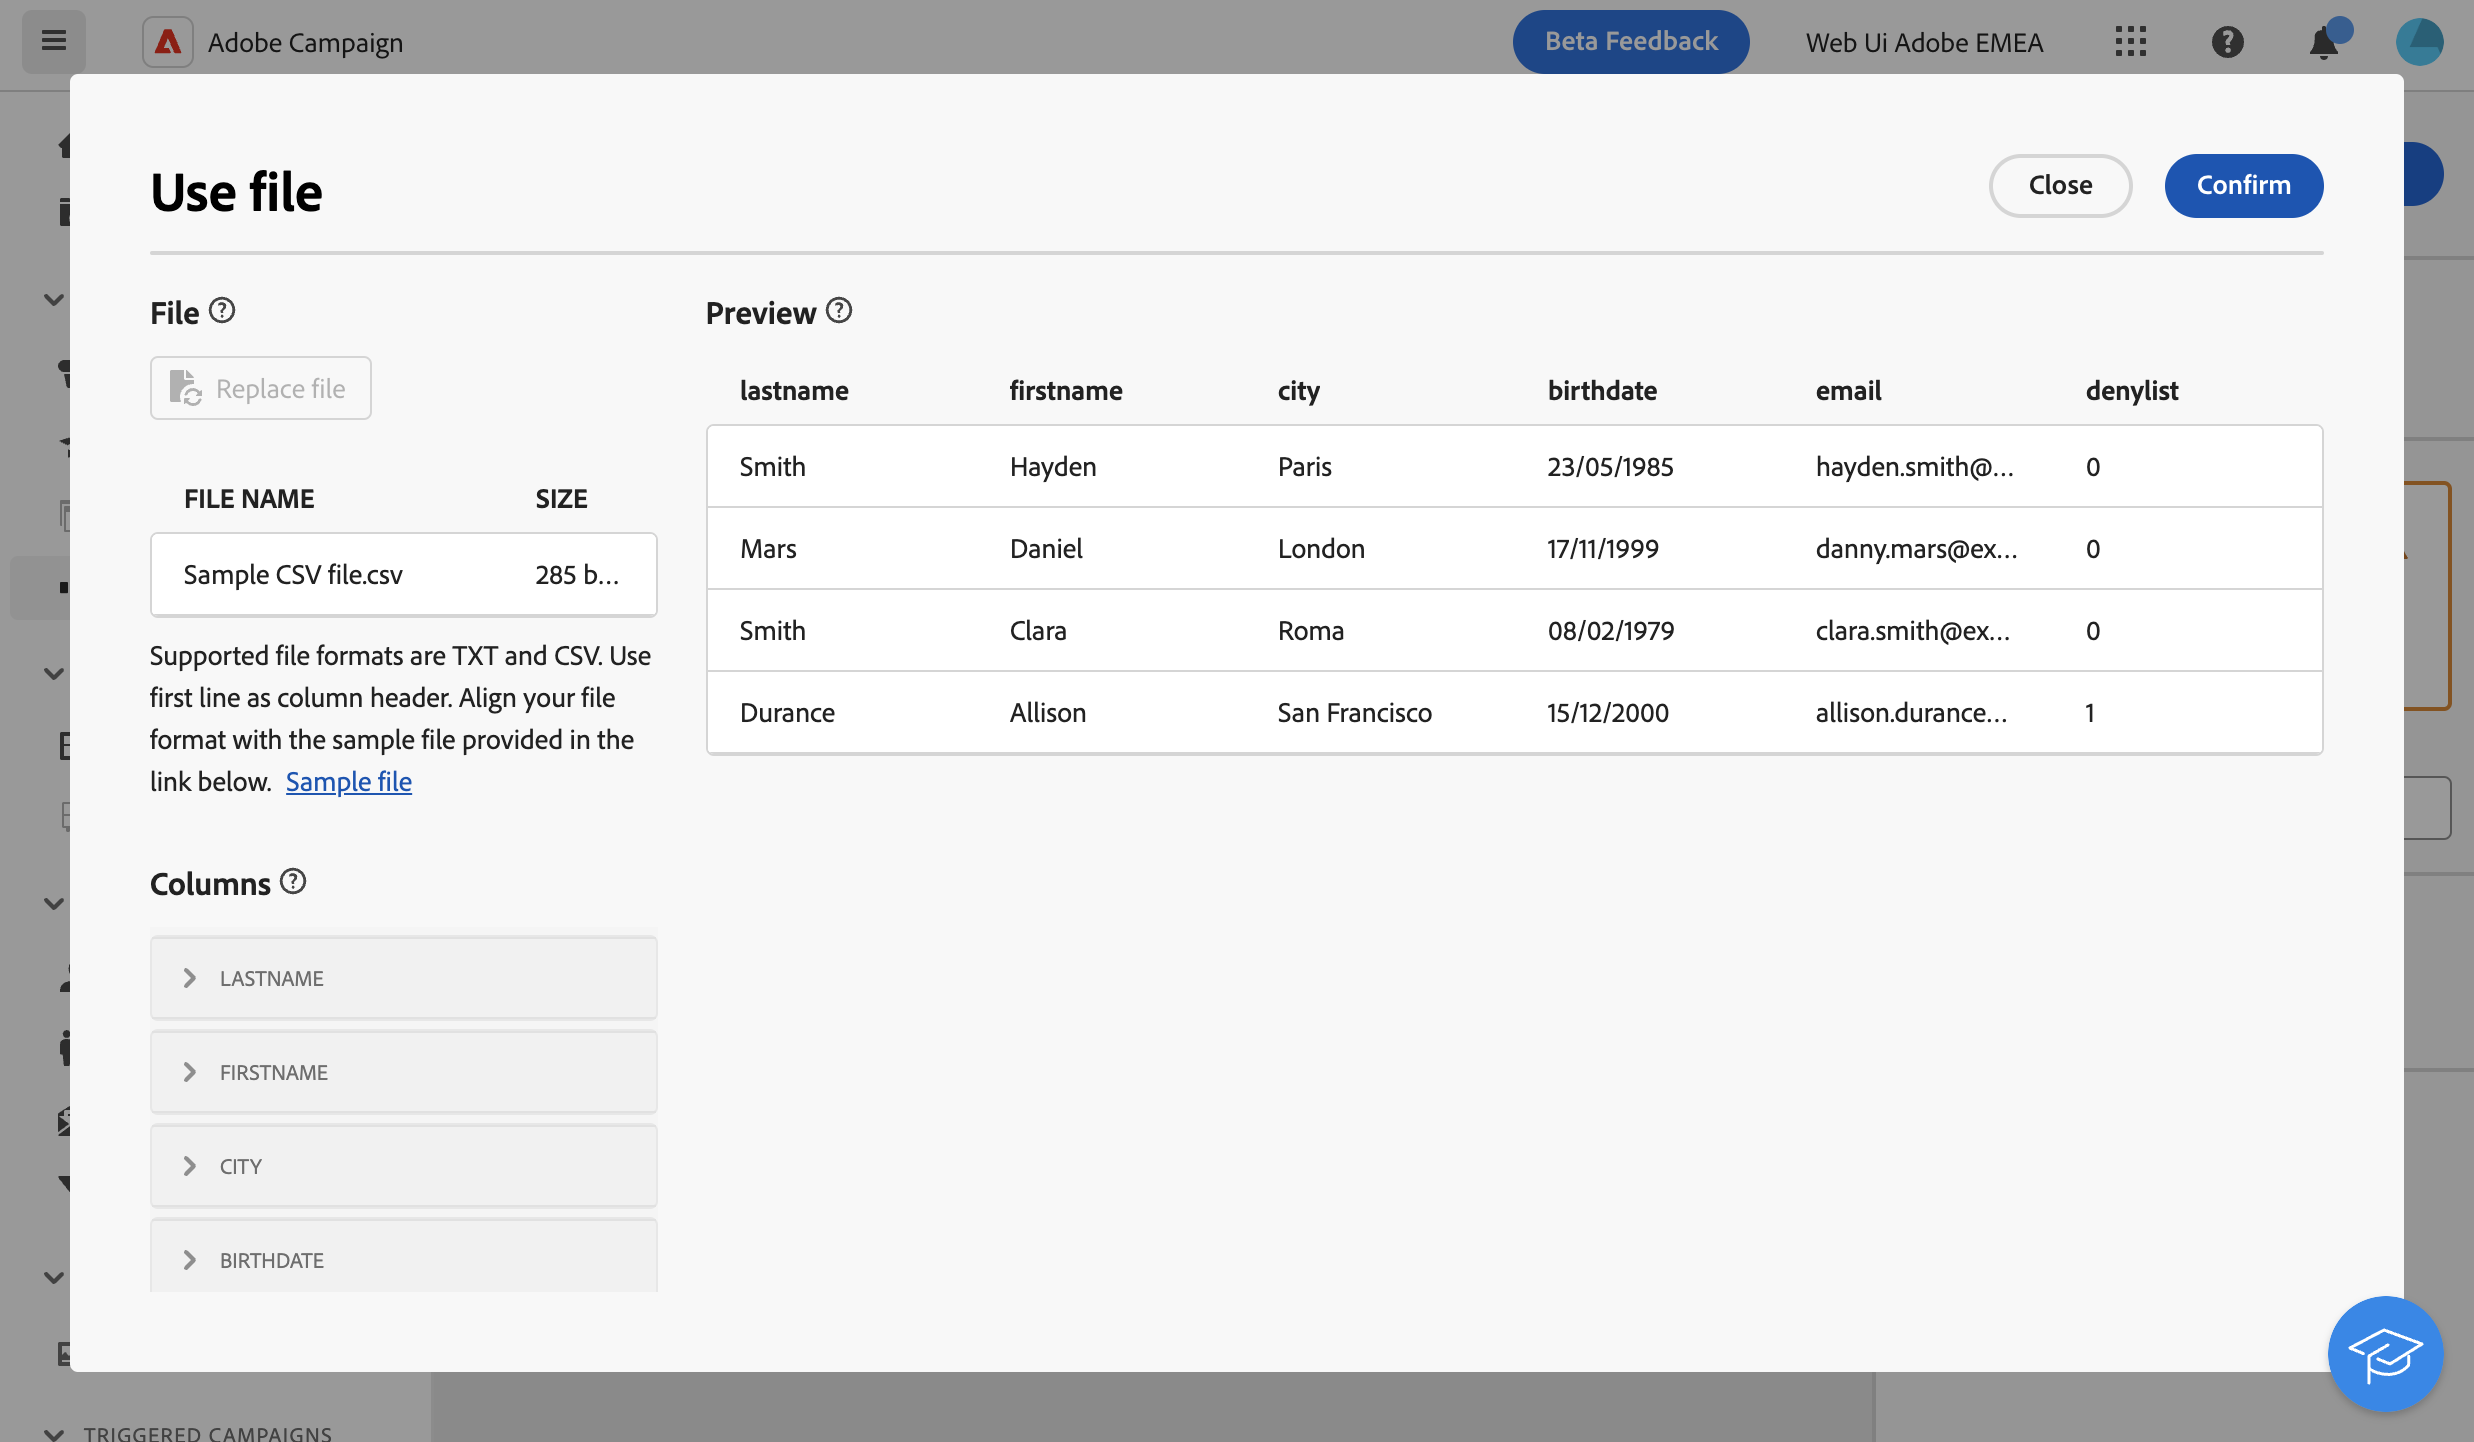 Adobe Campaign
Beta Feedback
Web Ui Adobe EMEA
Use file
Close
Confirm
File
Replace file
FILE NAME SIZE
Sample CSV file.csv 285 b...
Supported file formats are TXT and CSV. Use
first line as column header. Align your file
format with the sample file provided in the
link below. Sample file
Columns
LASTNAME
FIRSTNAME
CITY
BIRTHDATE
Preview
lastname firstname city birthdate email denylist
Smith Hayden Paris 23/05/1985 hayden.smith@... 0
Mars Daniel London 17/11/1999 danny.mars@ex... 0
Smith Clara Roma 08/02/1979 clara.smith@ex... 0
Durance Allison San Francisco 15/12/2000 allison.durance... 1
TRIGGERED CAMPAIGNS